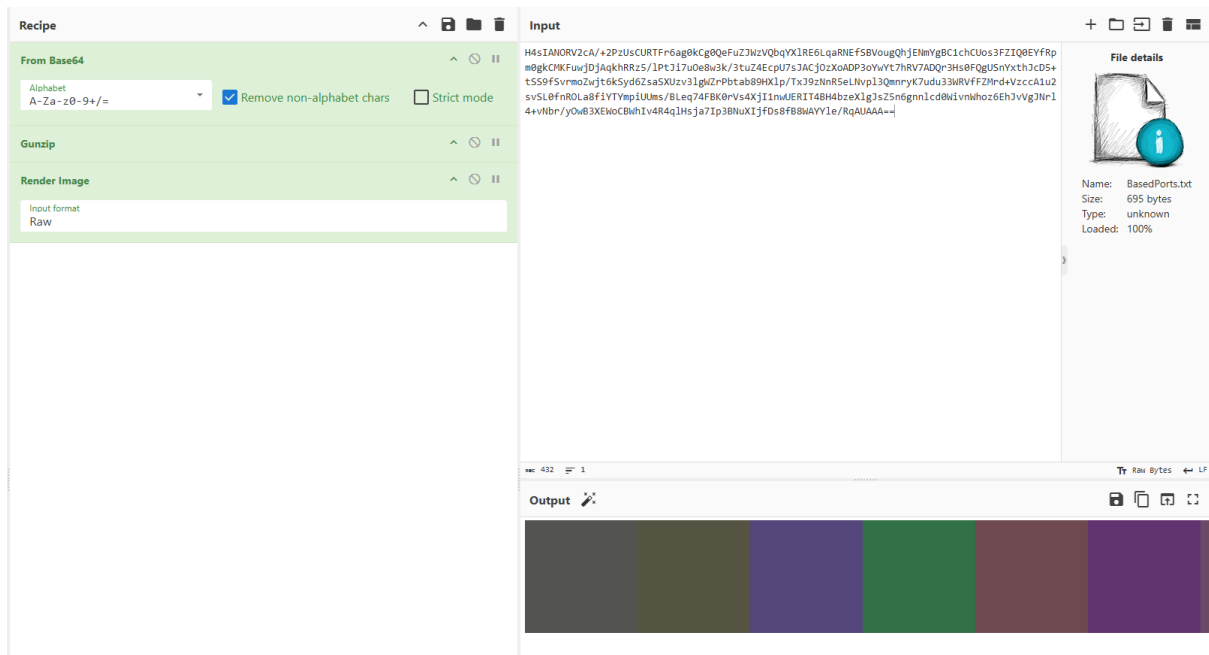 Recipe
From Base64
Alphabet
A-Za-z0-9+/=
Remove non-alphabet chars
Strict mode
Gunzip
Render Image
Input format
Raw
Input
H4sIANORV2cA/+2PzUsCURTFr6ag0kCg0QeFuZJWzVQbqYXlRE6LqaRNEfSBVougQhjENmYgBC1chCUos3FZIQ0EYfRp
m0gkCMKFuwjDjAqkhRRz5/lPtJi7uOe8w3k/3tuZ4EcpU7sJACjOzXoADP3oYwYt7hRV7ADQr3Hs0FQgUSnYxthJcD5+
tSS9fSvrmoZwjt6kSyd6ZsaSXUzv3lgWZrPbtab89HXlp/TxJ9zNnR5eLNvpl3QmnryK7udu33WRVfFZMrd+VzccA1u2
svSL0fnROLa8fiYTYmpiUUms/BLeq74FBK0rVs4XjI1nwUERIT4BH4bzeXlgJsZ5n6gnnlcd0WivnWhoz6EhJvVgJNrl
4+vNbr/yOwB3XEWoCBWhIv4R4qlHsja7Ip3BNuXIjfDs8fB8WAYYle/RqAUAAA==
File details
Name: BasedPorts.txt
Size: 695 bytes
Type: unknown
Loaded: 100%
REC 432 1
Tт Raw Bytes LF
Output